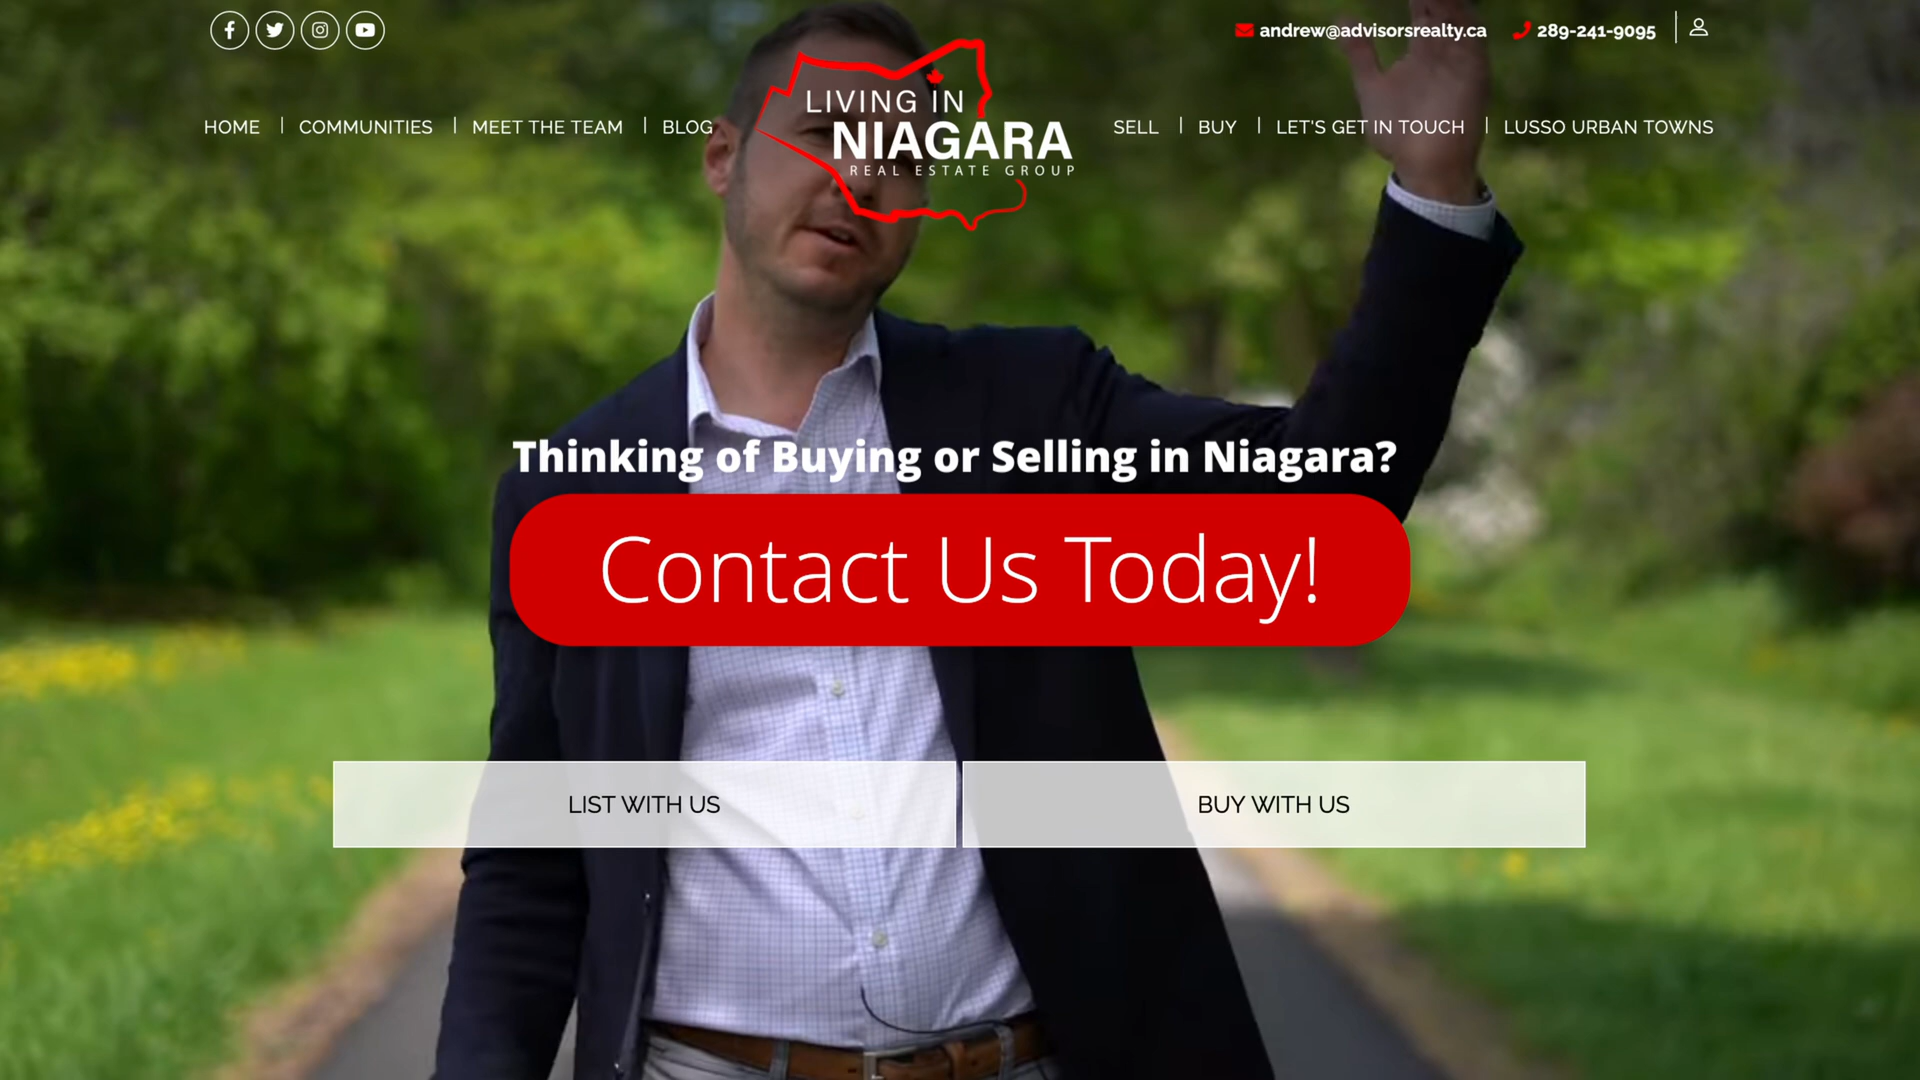 andrew@advisorsrealty.ca
289-241-9095
HOME
COMMUNITIES
MEET THE TEAM
BLOG
LIVING IN
NIAGARA
REAL ESTATE GROUP
SELL
BUY
LET'S GET IN TOUCH
LUSSO URBAN TOWNS
Thinking of Buying or Selling in Niagara?
Contact Us Today!
LIST WITH US
BUY WITH US